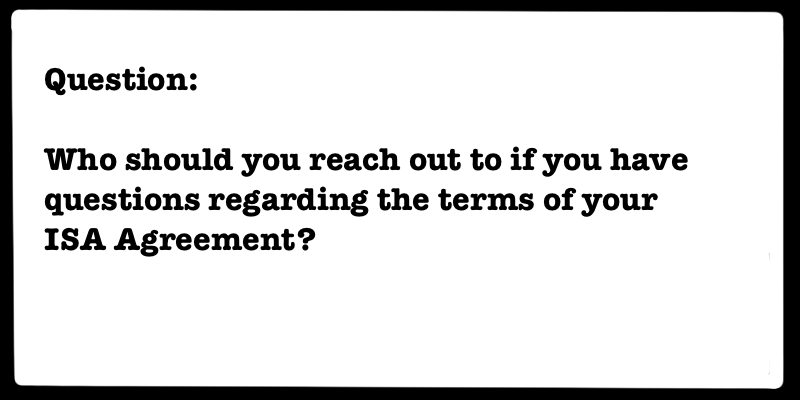 Question:
Who should you reach out to if you have
questions regarding the terms of your
ISA Agreement?